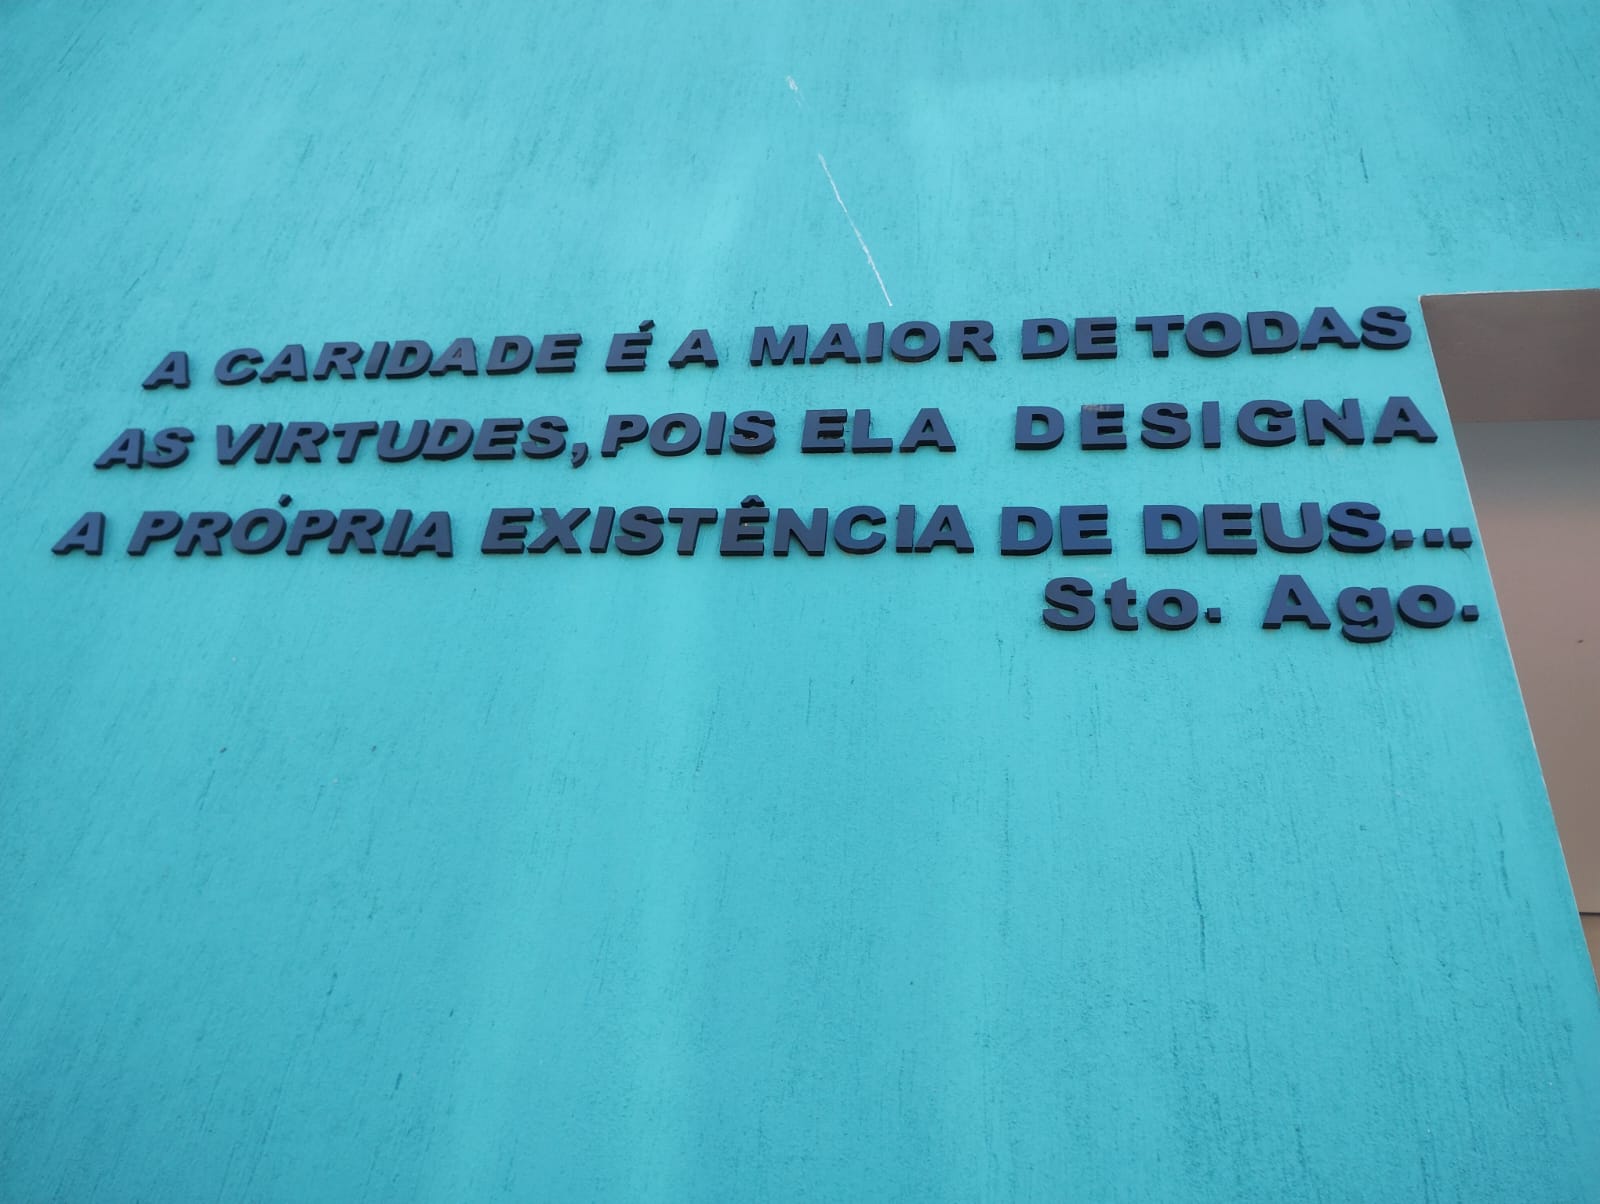 A CARIDADE É A MAIOR DE TODAS
AS VIRTUDES, POIS ELA DESIGNA
A PRÓPRIA EXISTÊNCIA DE DEUS...
Sto. Ago.